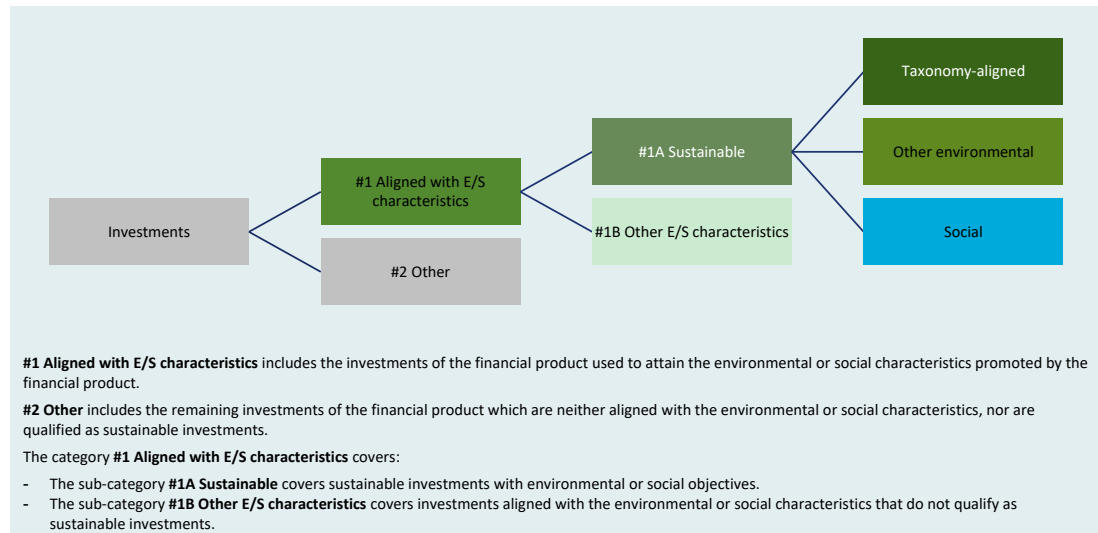 Taxonomy-aligned
#1A Sustainable
Other environmental
#1 Aligned with E/S
characteristics
Investments
#1B Other E/S characteristics
Social
#2 Other
#1 Aligned with E/S characteristics includes the investments of the financial product used to attain the environmental or social characteristics promoted by the
financial product.
#2 Other includes the remaining investments of the financial product which are neither aligned with the environmental or social characteristics, nor are
qualified as sustainable investments.
The category #1 Aligned with E/S characteristics covers:
- The sub-category #1A Sustainable covers sustainable investments with environmental or social objectives.
- The sub-category #1B Other E/S characteristics covers investments aligned with the environmental or social characteristics that do not qualify as
sustainable investments.